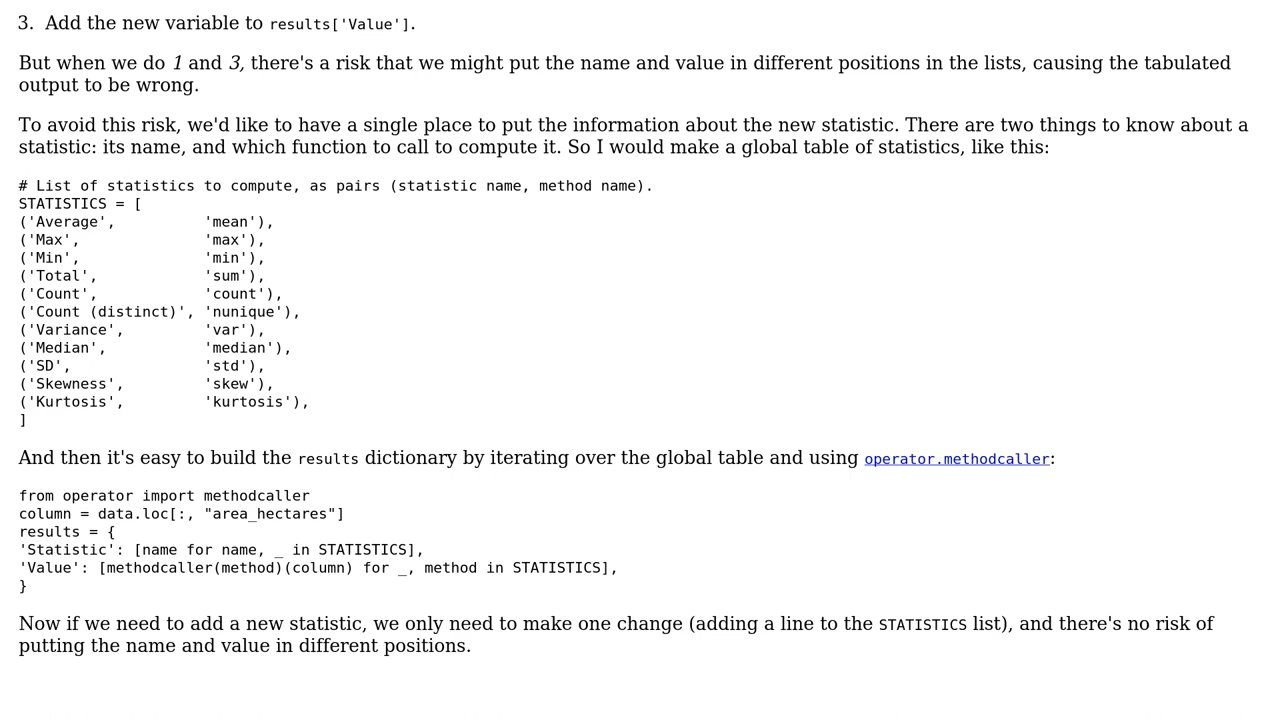 3. Add the new variable to results['Value'].
But when we do 1 and 3, there's a risk that we might put the name and value in different positions in the lists, causing the tabulated
output to be wrong.
To avoid this risk, we'd like to have a single place to put the information about the new statistic. There are two things to know about a
statistic: its name, and which function to call to compute it. So I would make a global table of statistics, like this:
# List of statistics to compute, as pairs (statistic name, method name).
STATISTICS = [
('Average',          'mean'),
('Max',              'max'),
('Min',              'min'),
('Total',            'sum'),
('Count',            'count'),
('Count (distinct)', 'nunique'),
('Variance',         'var'),
('Median',           'median'),
('SD',               'std'),
('Skewness',         'skew'),
('Kurtosis',         'kurtosis'),
]
And then it's easy to build the results dictionary by iterating over the global table and using operator.methodcaller:
from operator import methodcaller
column = data.loc[:, "area_hectares"]
results = {
'Statistic': [name for name, _ in STATISTICS],
'Value': [methodcaller(method)(column) for _, method in STATISTICS],
}
Now if we need to add a new statistic, we only need to make one change (adding a line to the STATISTICS list), and there's no risk of
putting the name and value in different positions.